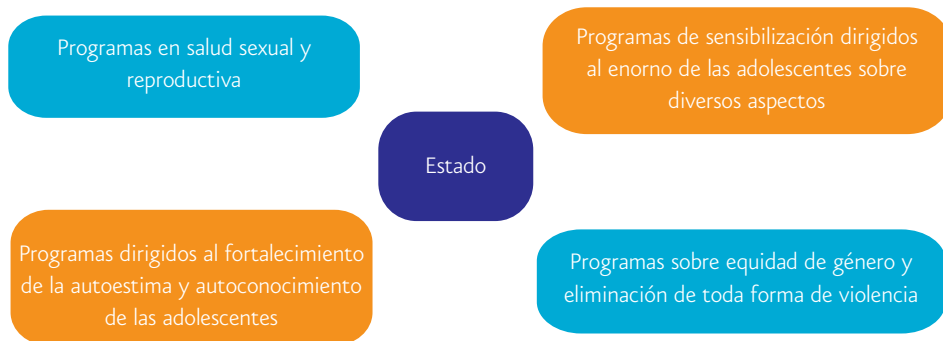 Programas en salud sexual y
reproductiva
Programas de sensibilización dirigidos
al enorno de las adolescentes sobre
diversos aspectos
Estado
Programas dirigidos al fortalecimiento
de la autoestima y autoconocimiento
de las adolescentes
Programas sobre equidad de género y
eliminación de toda forma de violencia